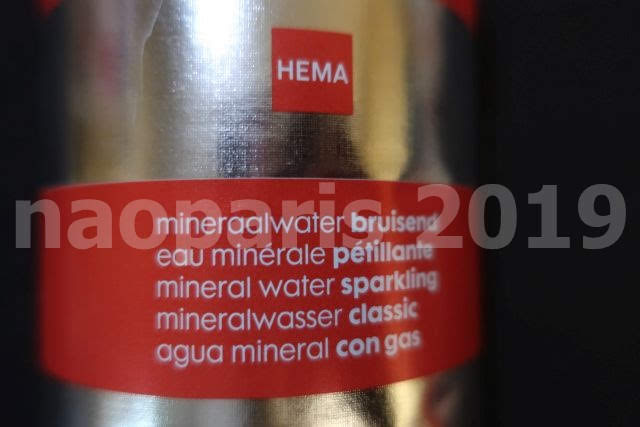 HEMA
naoparis 2019
mineraalwater bruisend
eau minérale pétillante
mineral water sparkling
mineralwasser classic
agua mineral con gas